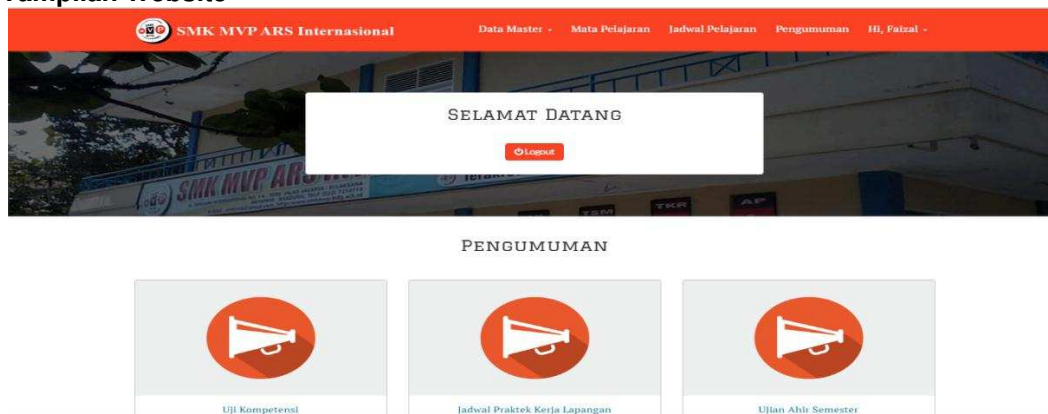 Tampilan Website
SMK MVP ARS Internasional
Data Master
Mata Pelajaran
Jadwal Pelajaran
Pengumuman
Hi, Faizal
Selamat Datang
Logout
SMK MVP ARS
TSM
TKR
AP
Pengumuman
Uji Kompetensi
Jadwal Praktek Kerja Lapangan
Ujian Ahir Semester